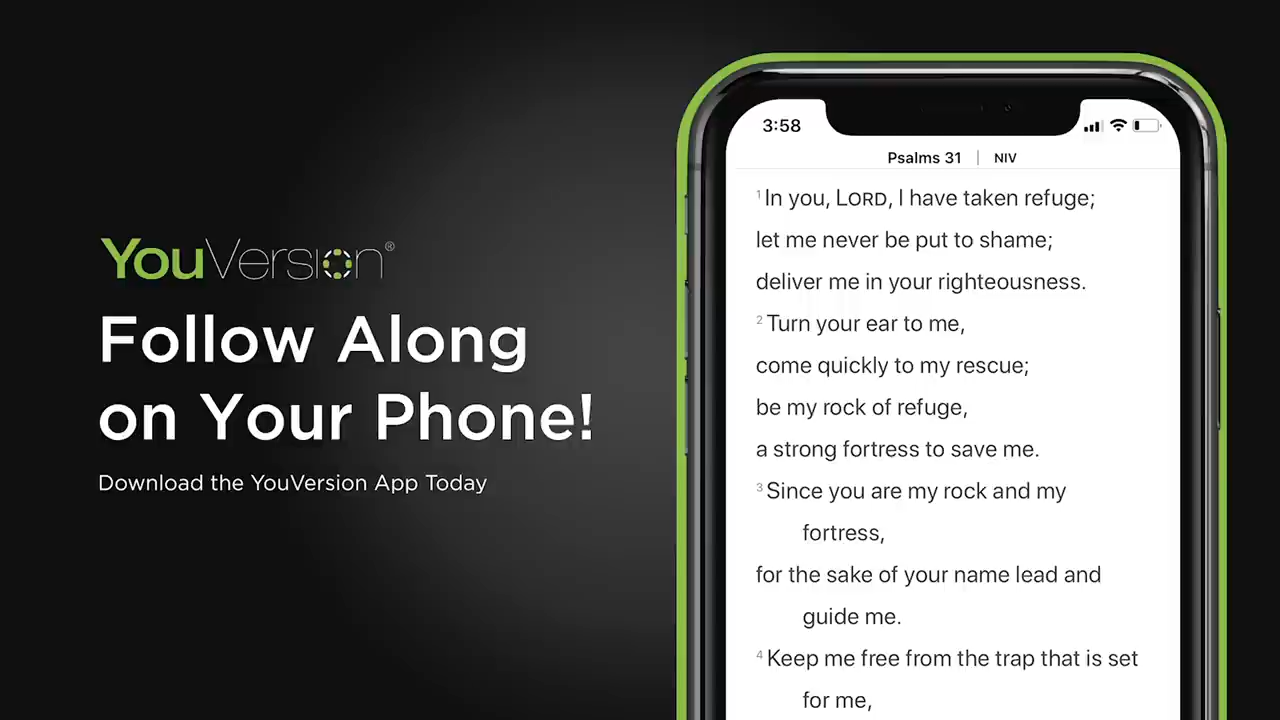 YouVersion®
Follow Along
on Your Phone!
Download the YouVersion App Today
3:58
Psalms 31 | NIV
1 In you, LORD, I have taken refuge;
let me never be put to shame;
deliver me in your righteousness.
2 Turn your ear to me,
come quickly to my rescue;
be my rock of refuge,
a strong fortress to save me.
3 Since you are my rock and my
fortress,
for the sake of your name lead and
guide me.
4 Keep me free from the trap that is set
for me,